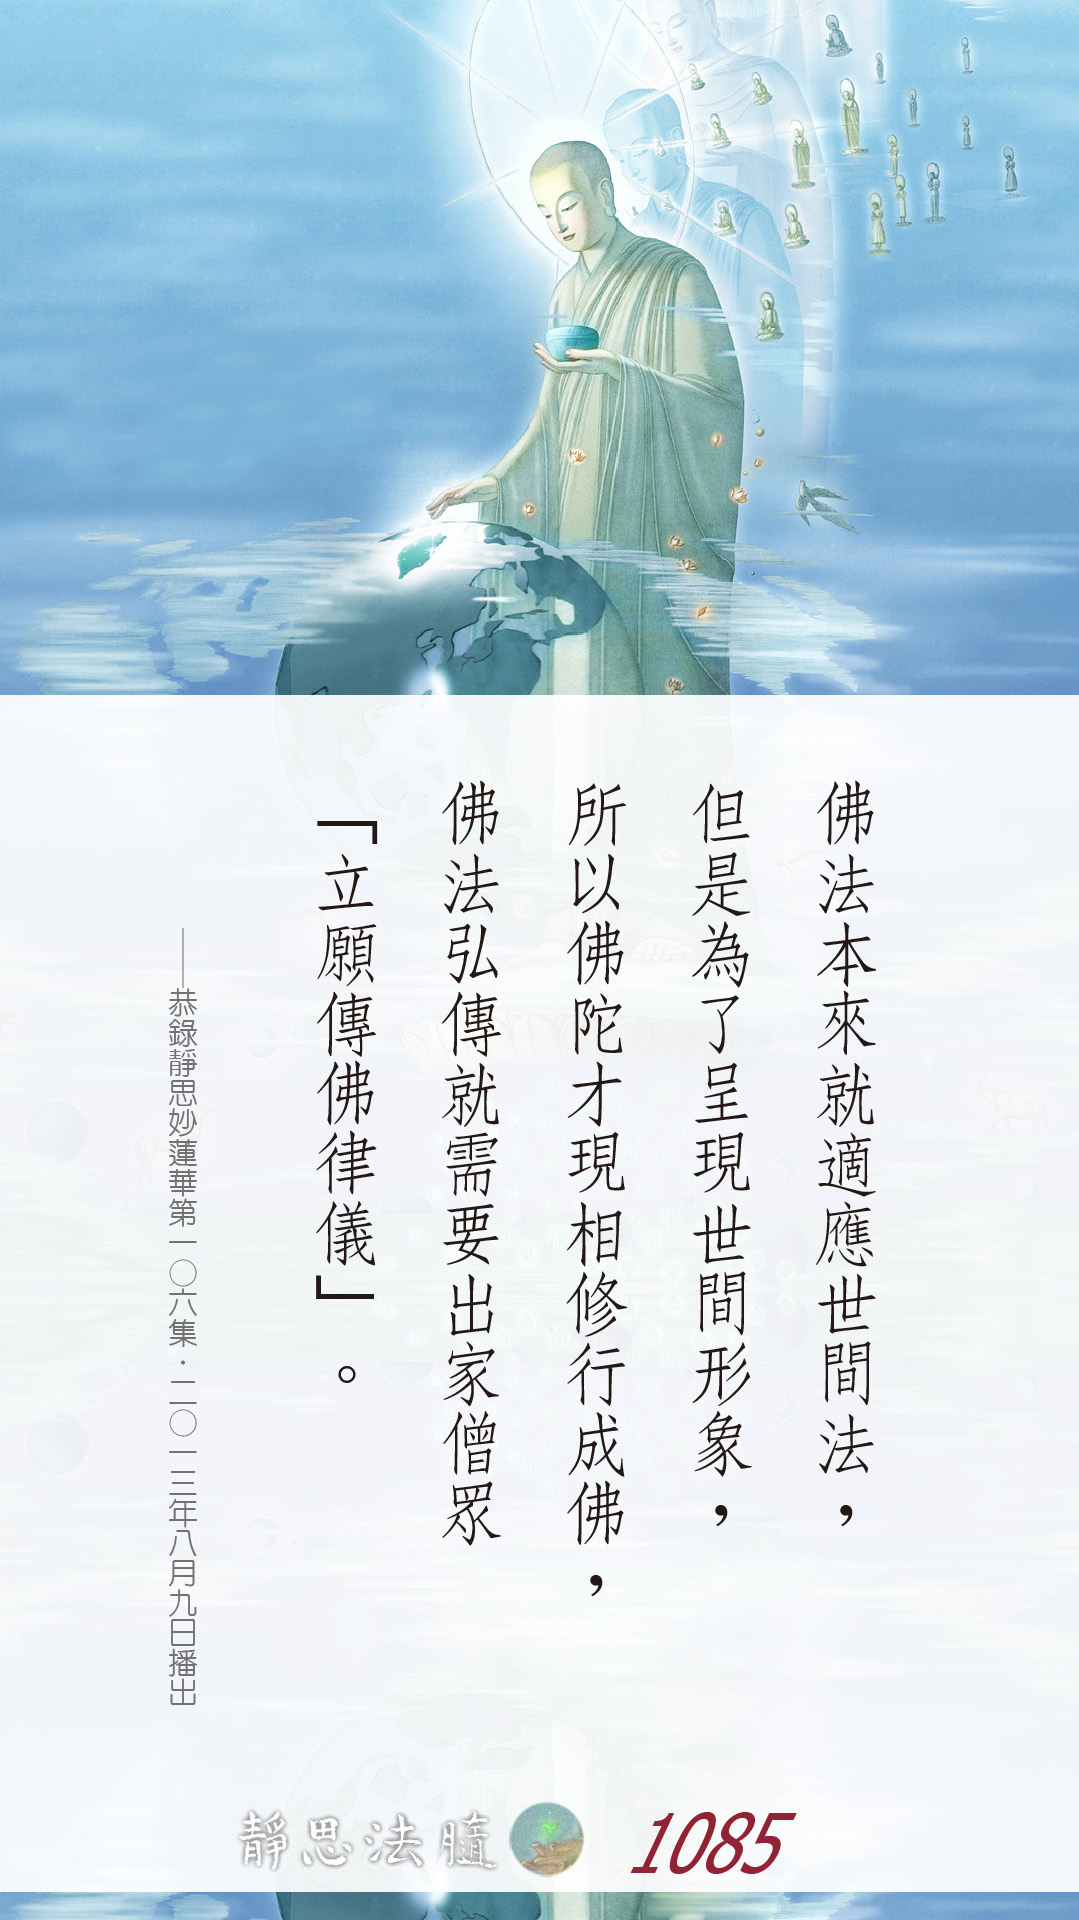 佛法本來就適應世間法，
但是為了呈現世間形象，
所以佛陀才現相修行成佛，
佛法弘傳就需要出家僧眾
「立願傳佛律儀」。
——恭錄靜思妙蓮華第一〇六集．二〇一三年八月九日播出
靜思法髓 1085